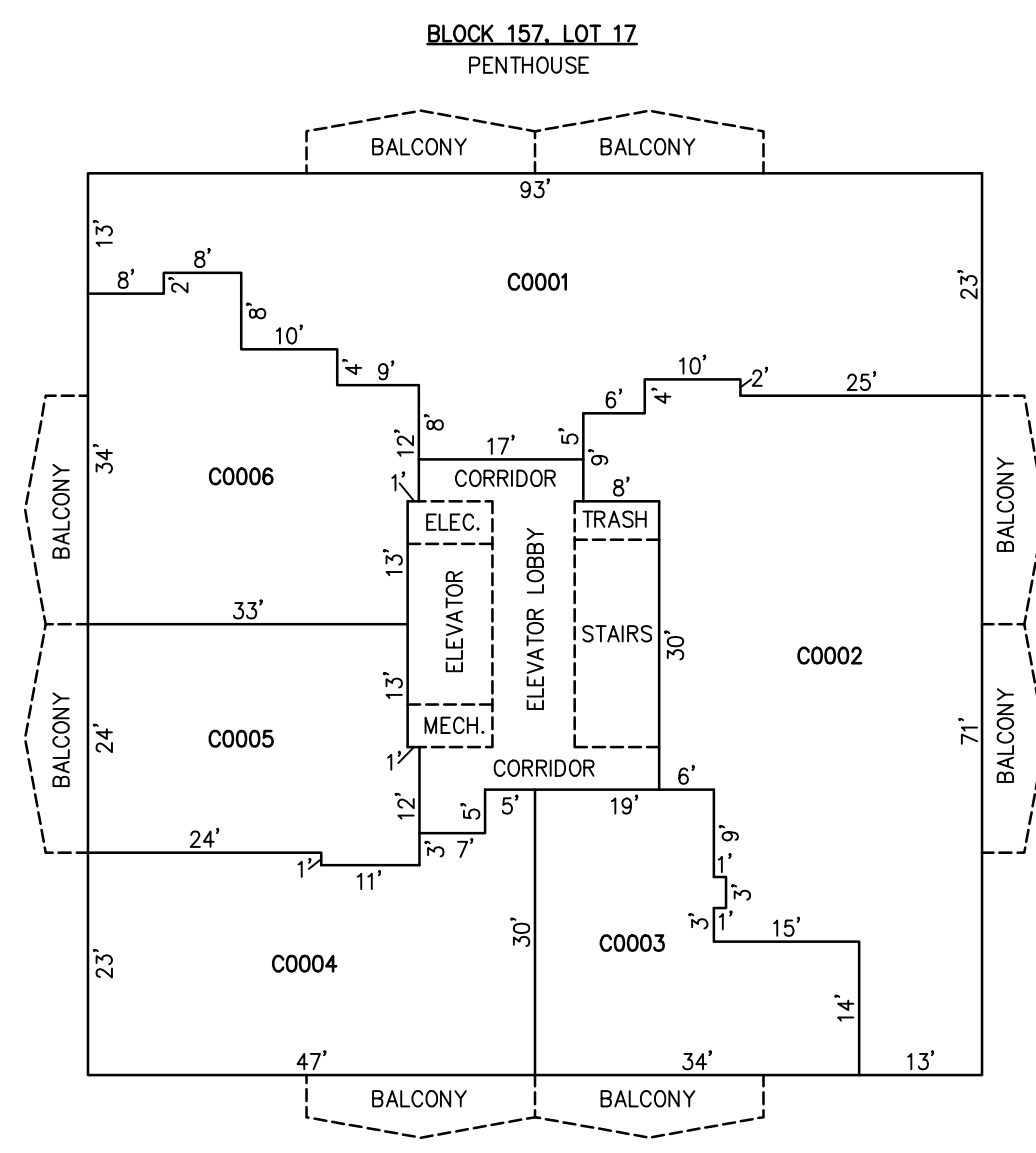 BLOCK 157, LOT 17
PENTHOUSE
BALCONY
BALCONY
93'
13'
8'
8'
2'
8'
10'
4'
9'
C0001
23'
10'
2'
25'
6'
4'
8'
12'
17'
5'
9'
34'
C0006
BALCONY
1'
CORRIDOR
8'
ELEC.
TRASH
BALCONY
13'
ELEVATOR
ELEVATOR LOBBY
STAIRS
30'
33'
C0002
13'
BALCONY
24'
C0005
MECH.
71'
BALCONY
1'
CORRIDOR
6'
12'
5'
5'
19'
24'
3'
7'
9'
1'
11'
1'
3'
3'
1'
15'
23'
C0004
30'
C0003
14'
47'
34'
13'
BALCONY
BALCONY